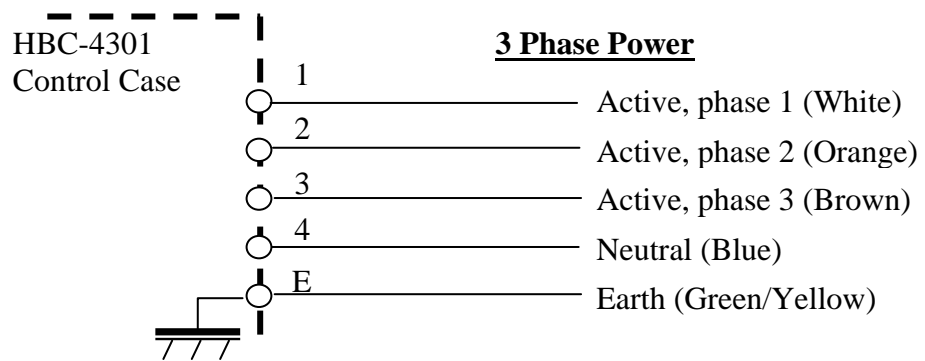 HBC-4301
Control Case
3 Phase Power
1
Active, phase 1 (White)
2
Active, phase 2 (Orange)
3
Active, phase 3 (Brown)
4
Neutral (Blue)
E
Earth (Green/Yellow)